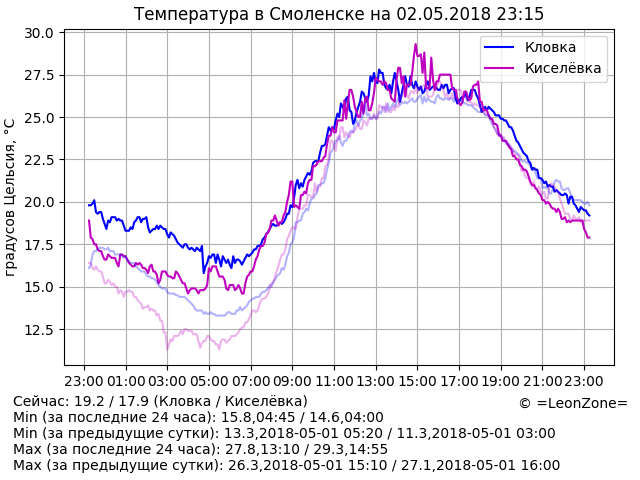 Температура в Смоленске на 02.05.2018 23:15
градусов Цельсия, °C
30.0
27.5
25.0
22.5
20.0
17.5
15.0
12.5
Кловка
Киселёвка
23:00 01:00 03:00 05:00 07:00 09:00 11:00 13:00 15:00 17:00 19:00 21:00 23:00
Сейчас: 19.2 / 17.9 (Кловка / Киселёвка)
© =LeonZone=
Min (за последние 24 часа): 15.8,04:45 / 14.6,04:00
Min (за предыдущие сутки): 13.3,2018-05-01 05:20 / 11.3,2018-05-01 03:00
Max (за последние 24 часа): 27.8,13:10 / 29.3,14:55
Max (за предыдущие сутки): 26.3,2018-05-01 15:10 / 27.1,2018-05-01 16:00